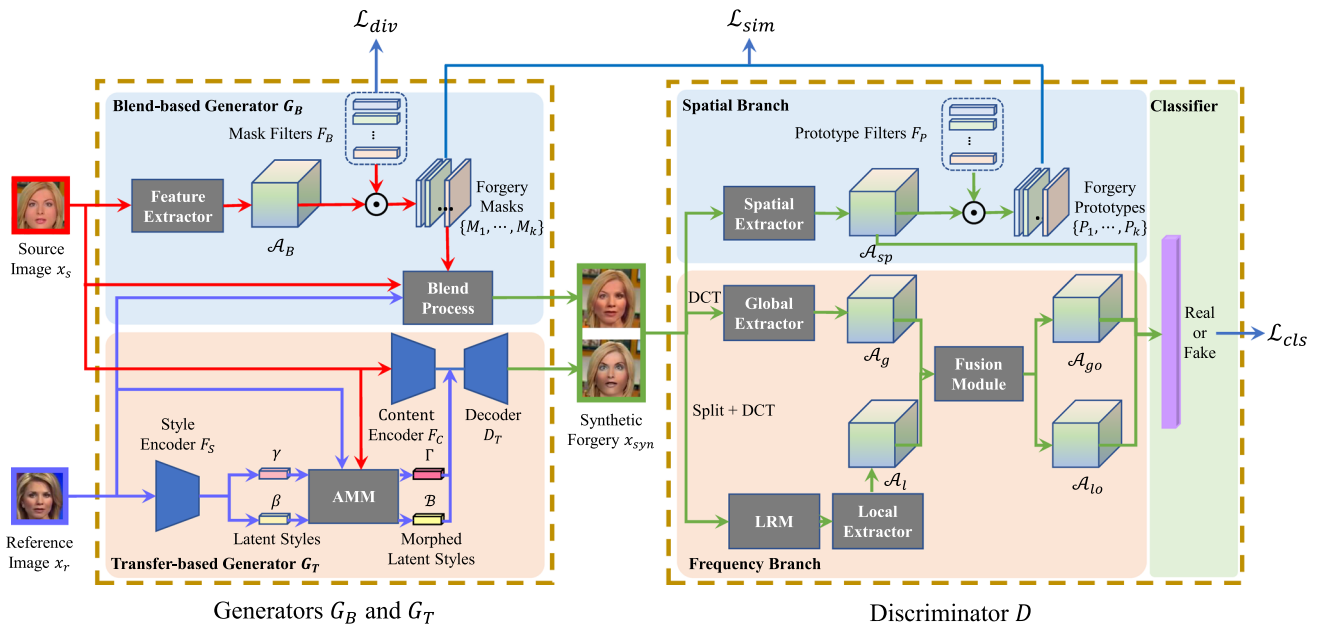 ℒ_div
ℒ_sim
Blend-based Generator G_B
Mask Filters F_B
⋮
Feature
Extractor
𝒜_B
...
Forgery
Masks
{M_1, ⋯, M_k}
Source
Image x_s
Blend
Process
Content
Encoder F_C
Decoder
D_T
Style
Encoder F_S
γ
β
Latent Styles
AMM
Γ
ℬ
Morphed
Latent Styles
Reference
Image x_r
Transfer-based Generator G_T
Generators G_B and G_T
Synthetic
Forgery x_syn
Spatial Branch
Prototype Filters F_P
⋮
Classifier
Spatial
Extractor
𝒜_sp
..
Forgery
Prototypes
{P_1, ⋯, P_k}
DCT
Global
Extractor
𝒜_g
Fusion
Module
𝒜_go
Real
or
Fake
ℒ_cls
Split + DCT
𝒜_l
𝒜_lo
LRM
Local
Extractor
Frequency Branch
Discriminator D